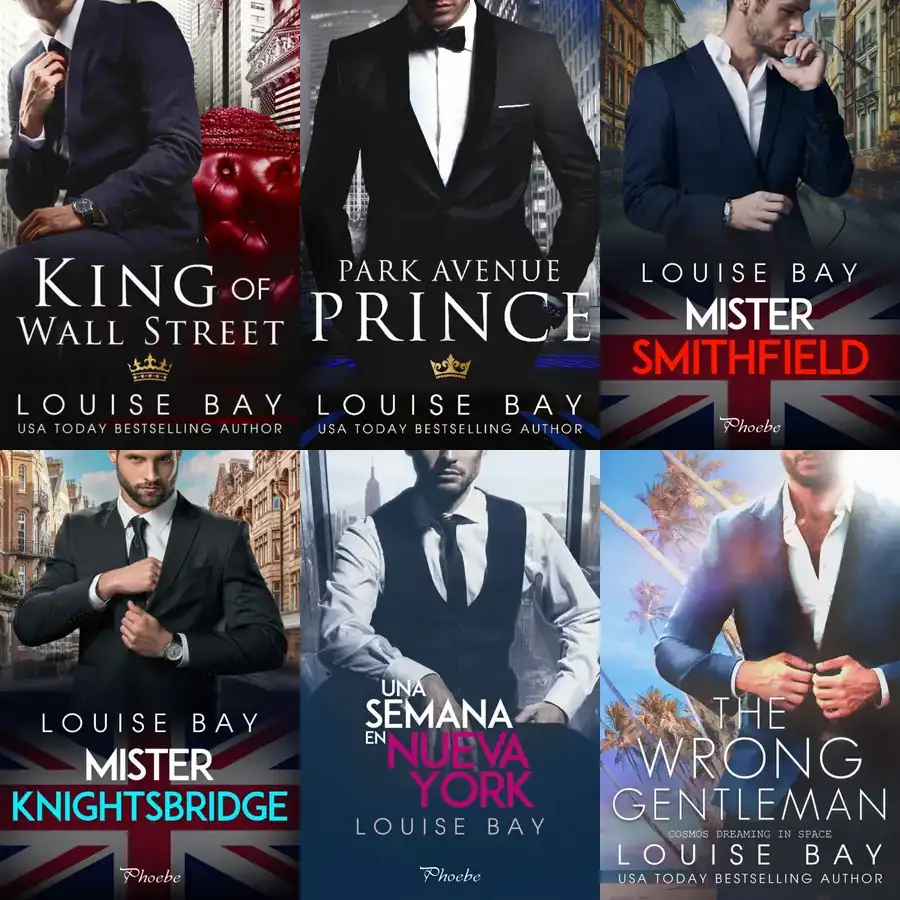 KING OF
WALL STREET
LOUISE BAY
USA TODAY BESTSELLING AUTHOR
PARK AVENUE
PRINCE
LOUISE BAY
USA TODAY BESTSELLING AUTHOR
LOUISE BAY
MISTER
SMITHFIELD
Phoebe
LOUISE BAY
MISTER
KNIGHTSBRIDGE
Phoebe
UNA
SEMANA
EN NUEVA
YORK
LOUISE BAY
Phoebe
THE
WRONG
GENTLEMAN
COSMOS DREAMING IN SPACE
LOUISE BAY
USA TODAY BESTSELLING AUTHOR